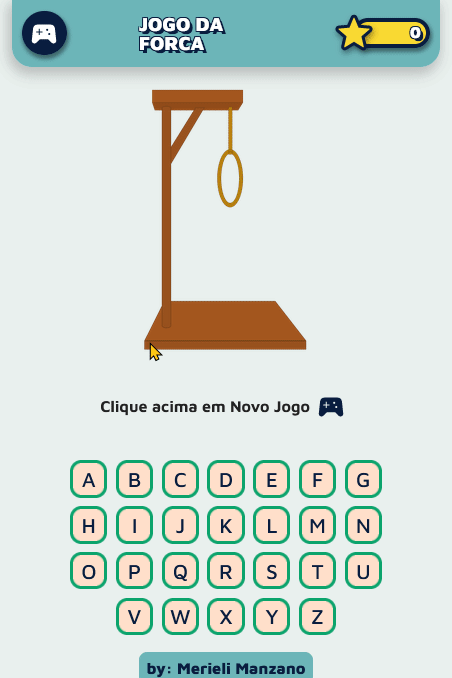 JOGO DA
FORCA
0
Clique acima em Novo Jogo
A B C D E F G
H I J K L M N
O P Q R S T U
V W X Y Z
by: Merieli Manzano